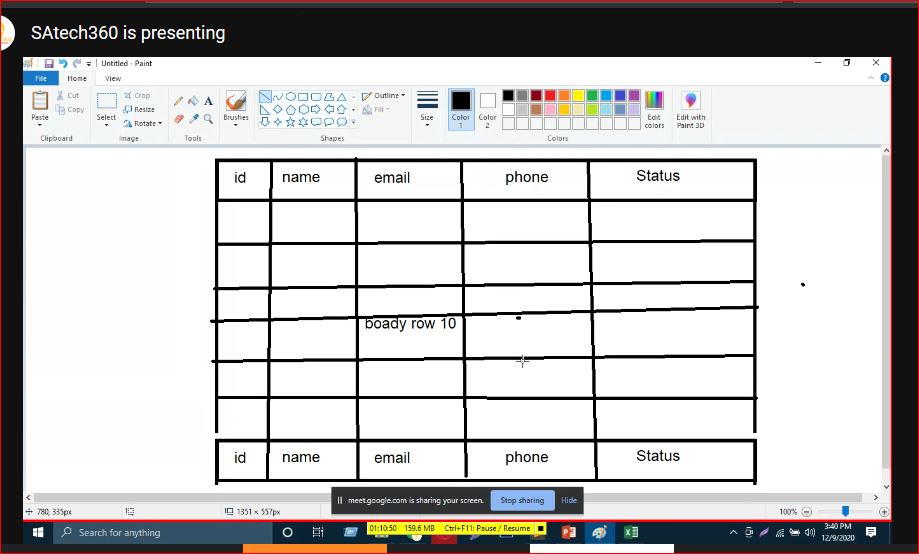 SAtech360 is presenting
Untitled - Paint
File Home View
Cut
Copy
Paste
Clipboard
Crop
Resize
Rotate
Select
Image
Tools
Brushes
Shapes
Outline
Fill
Size
Color
1
Color
2
Edit
colors
Colors
Edit with
Paint 3D
id name email phone Status
boady row 10
id name email phone Status
meet.google.com is sharing your screen. Stop sharing Hide
780, 335px 1351 × 557px 100%
Search for anything
01:10:50 159.6 MB Ctrl+F11: Pause / Resume
3:40 PM
12/9/2020